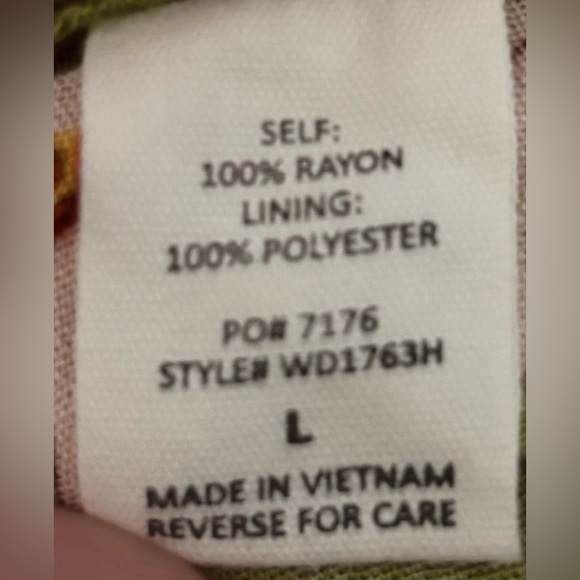 SELF:
100% RAYON
LINING:
100% POLYESTER
PO# 7176
STYLE# WD1763H
L
MADE IN VIETNAM
REVERSE FOR CARE